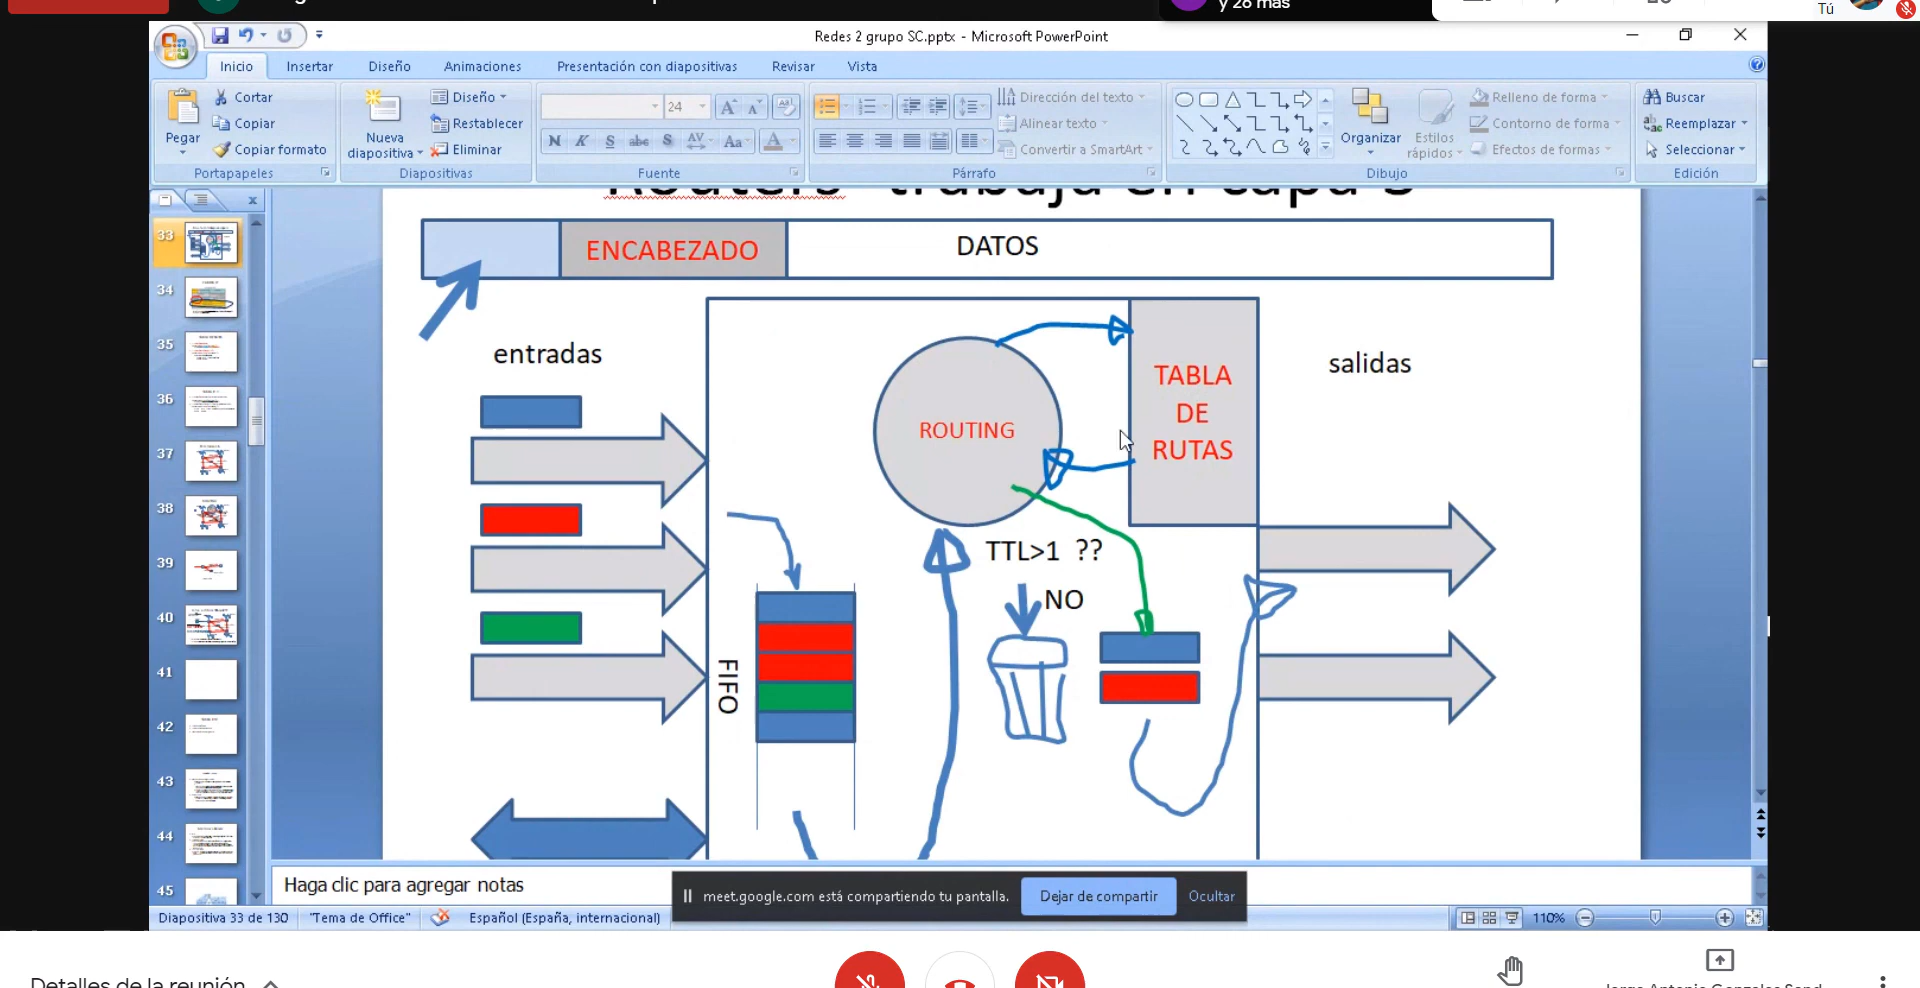 y 26 más
Tú
Redes 2 grupo SC.pptx - Microsoft PowerPoint
Inicio Insertar Diseño Animaciones Presentación con diapositivas Revisar Vista
Pegar
Cortar
Copiar
Copiar formato
Portapapeles
Nueva diapositiva
Diseño
Restablecer
Eliminar
Diapositivas
24
N K S abc S AV Aa A
Fuente
Dirección del texto
Alinear texto
Convertir a SmartArt
Párrafo
Organizar
Estilos rápidos
Relleno de forma
Contorno de forma
Efectos de formas
Dibujo
Buscar
Reemplazar
Seleccionar
Edición
33
34
35
36
37
38
39
40
41
42
43
44
45
Routers trabaja en capa 3
ENCABEZADO DATOS
entradas
salidas
ROUTING
TABLA
DE
RUTAS
TTL>1 ??
NO
FIFO
Haga clic para agregar notas
meet.google.com está compartiendo tu pantalla. Dejar de compartir Ocultar
Diapositiva 33 de 130 "Tema de Office" Español (España, internacional) 110%
Detalles de la reunión